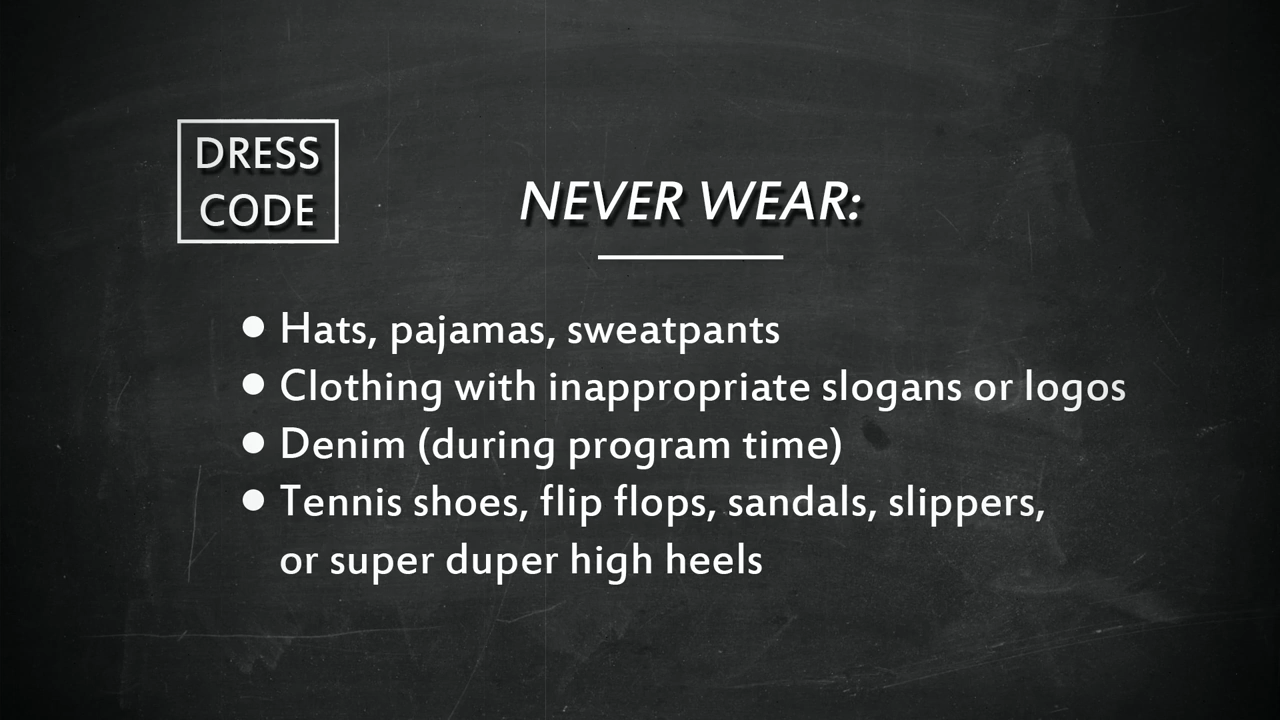 DRESS
CODE
NEVER WEAR:
● Hats, pajamas, sweatpants
● Clothing with inappropriate slogans or logos
● Denim (during program time)
● Tennis shoes, flip flops, sandals, slippers,
or super duper high heels